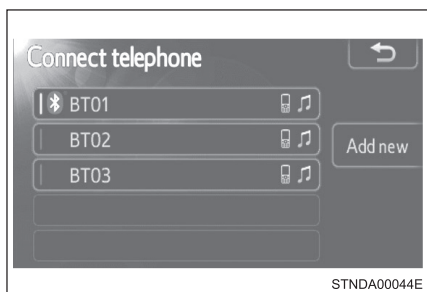 Connect telephone
BT01
BT02
BT03
Add new
STNDA00044E